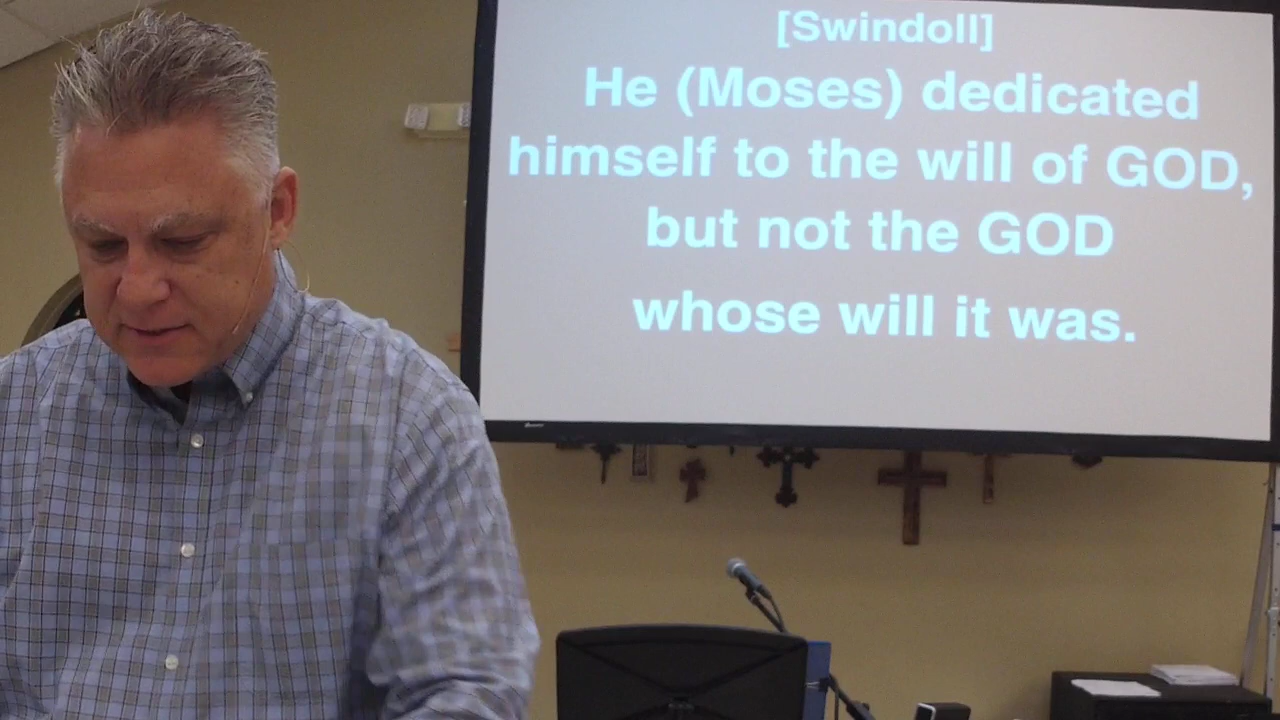 [Swindoll]
He (Moses) dedicated
himself to the will of GOD,
but not the GOD
whose will it was.